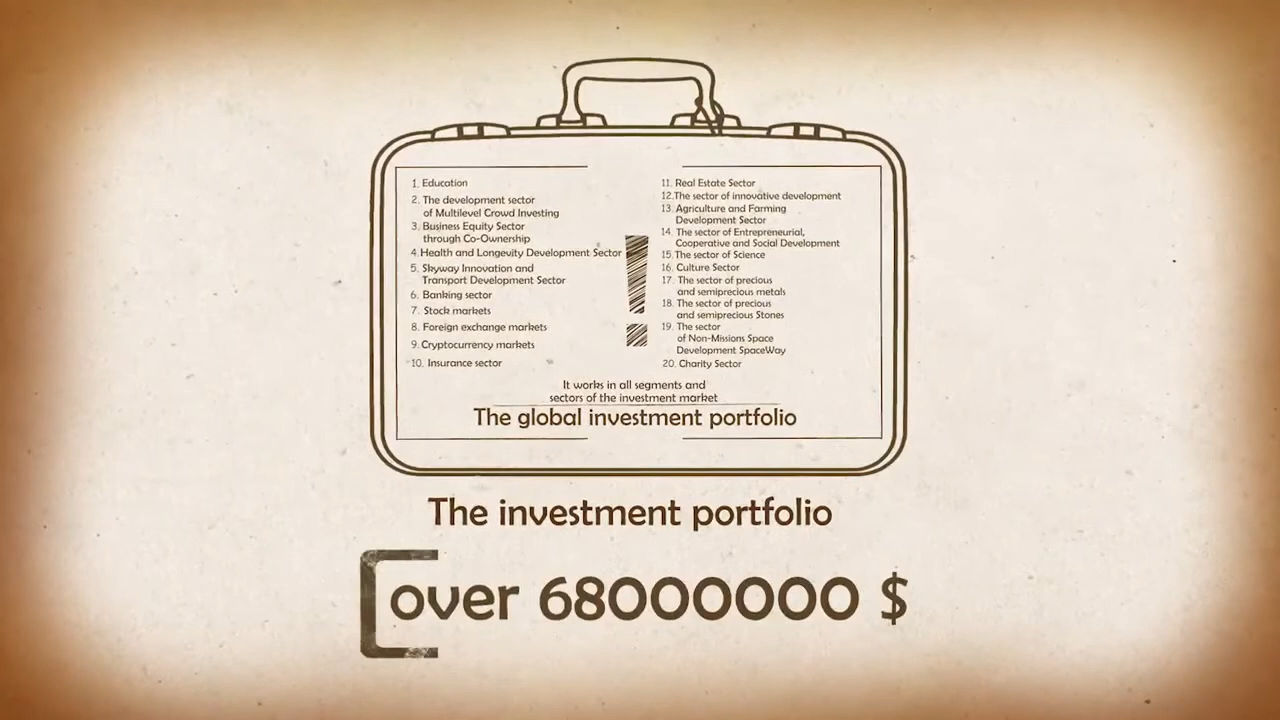 1. Education
2. The development sector
of Multilevel Crowd Investing
3. Business Equity Sector
through Co-Ownership
4. Health and Longevity Development Sector
5. Skyway Innovation and
Transport Development Sector
6. Banking sector
7. Stock markets
8. Foreign exchange markets
9. Cryptocurrency markets
10. Insurance sector
11. Real Estate Sector
12. The sector of innovative development
13. Agriculture and Farming
Development Sector
14. The sector of Entrepreneurial,
Cooperative and Social Development
15. The sector of Science
16. Culture Sector
17. The sector of precious
and semiprecious metals
18. The sector of precious
and semiprecious Stones
19. The sector
of Non-Missions Space
Development SpaceWay
20. Charity Sector
It works in all segments and
sectors of the investment market
The global investment portfolio
The investment portfolio
over 68000000 $